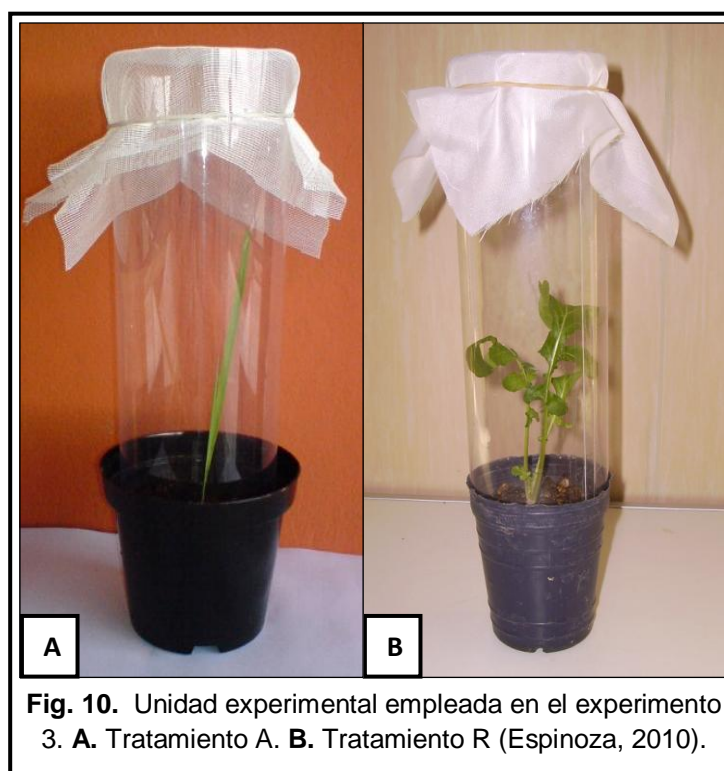 A
B
Fig. 10. Unidad experimental empleada en el experimento
3. A. Tratamiento A. B. Tratamiento R (Espinoza, 2010).